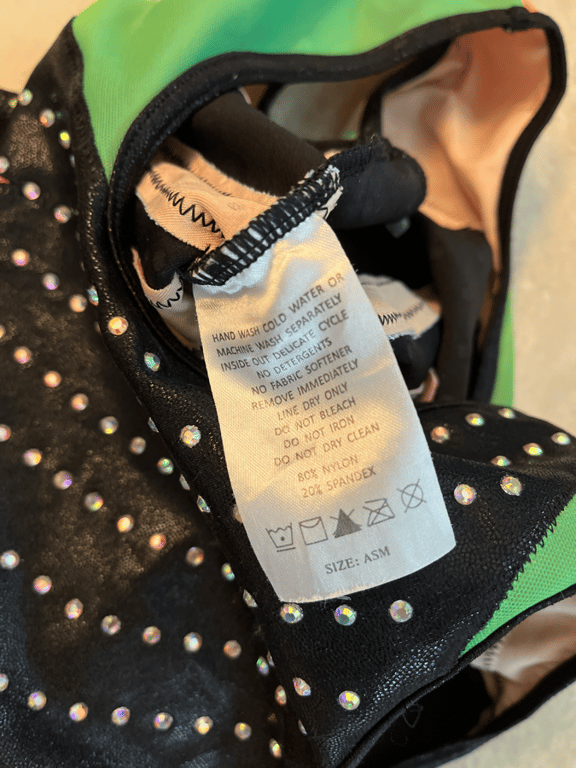 HAND WASH COLD WATER OR
MACHINE WASH SEPARATELY
INSIDE OUT DELICATE CYCLE
NO DETERGENTS
NO FABRIC SOFTENER
REMOVE IMMEDIATELY
LINE DRY ONLY
DO NOT BLEACH
DO NOT IRON
DO NOT DRY CLEAN
80% NYLON
20% SPANDEX
SIZE: ASM